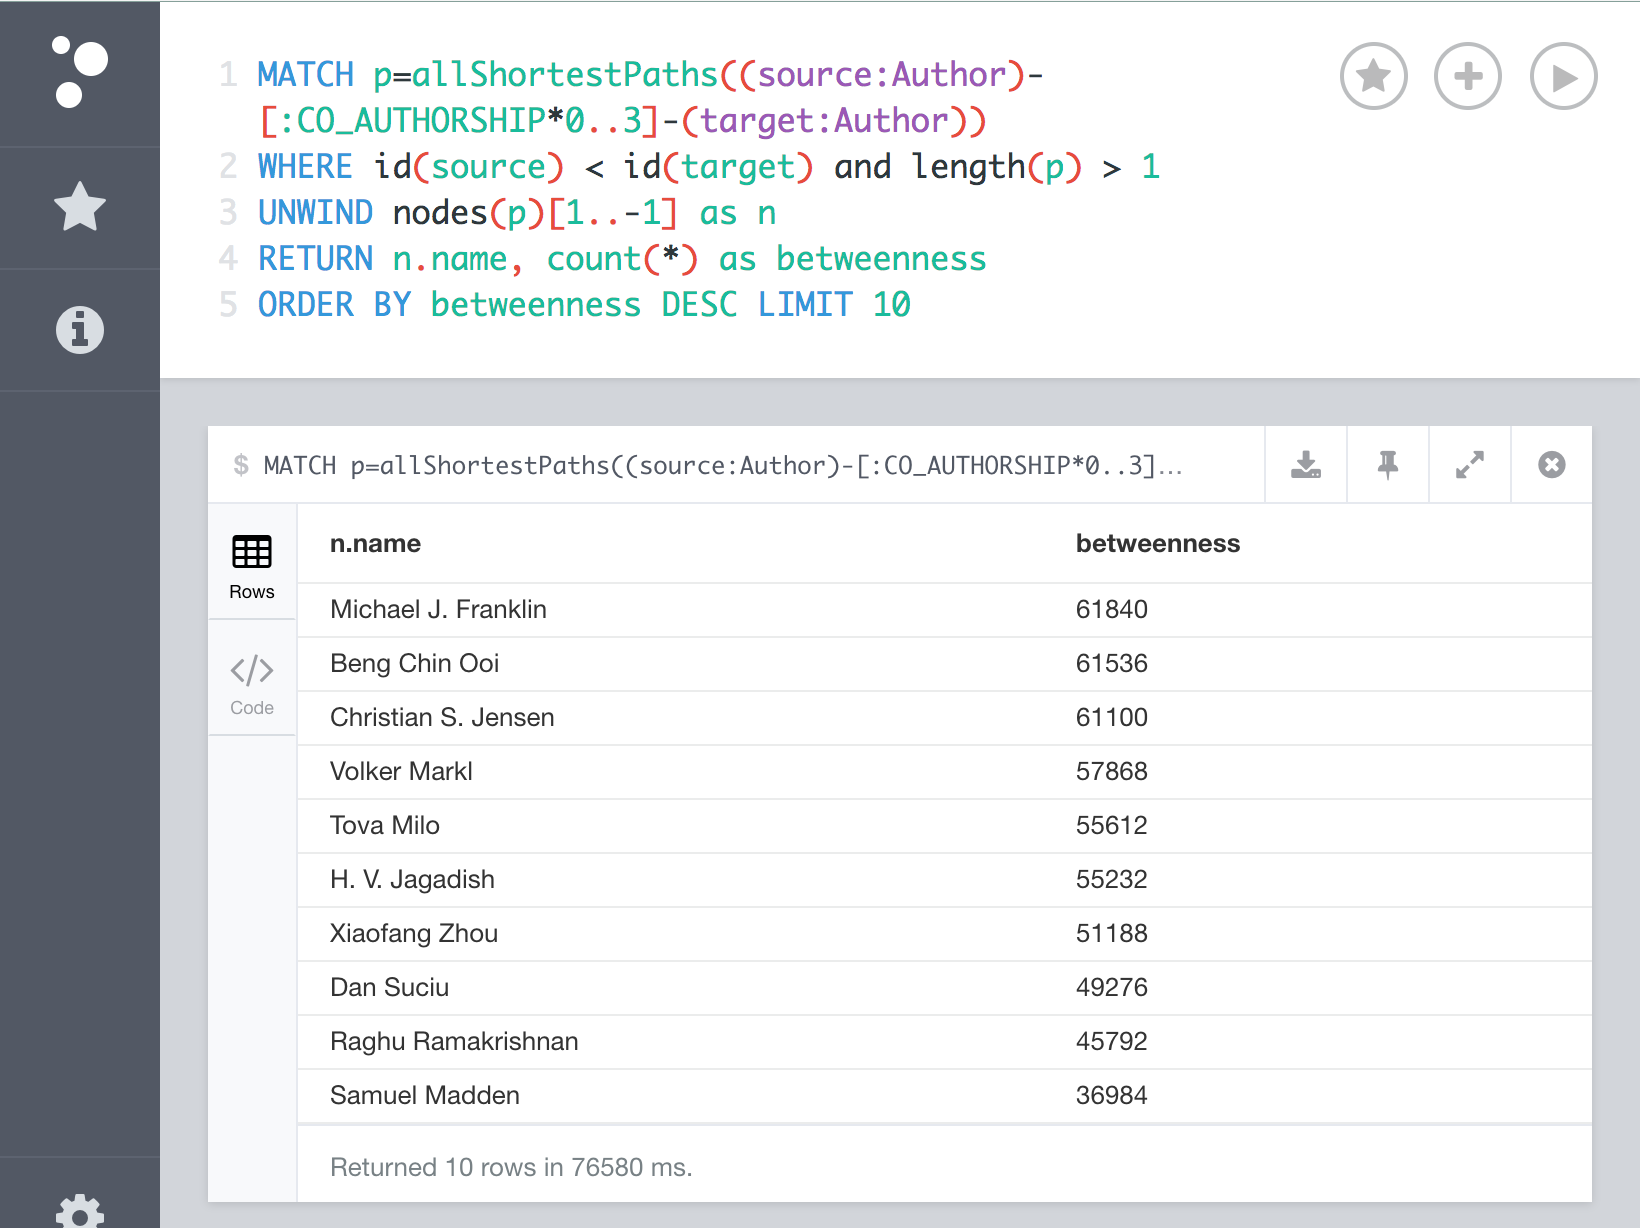 1 MATCH p=allShortestPaths((source:Author)-
[:CO_AUTHORSHIP*0..3]-(target:Author))
2 WHERE id(source) < id(target) and length(p) > 1
3 UNWIND nodes(p)[1..-1] as n
4 RETURN n.name, count(*) as betweenness
5 ORDER BY betweenness DESC LIMIT 10
$ MATCH p=allShortestPaths((source:Author)-[:CO_AUTHORSHIP*0..3]...
Rows
Code
n.name betweenness
Michael J. Franklin 61840
Beng Chin Ooi 61536
Christian S. Jensen 61100
Volker Markl 57868
Tova Milo 55612
H. V. Jagadish 55232
Xiaofang Zhou 51188
Dan Suciu 49276
Raghu Ramakrishnan 45792
Samuel Madden 36984
Returned 10 rows in 76580 ms.